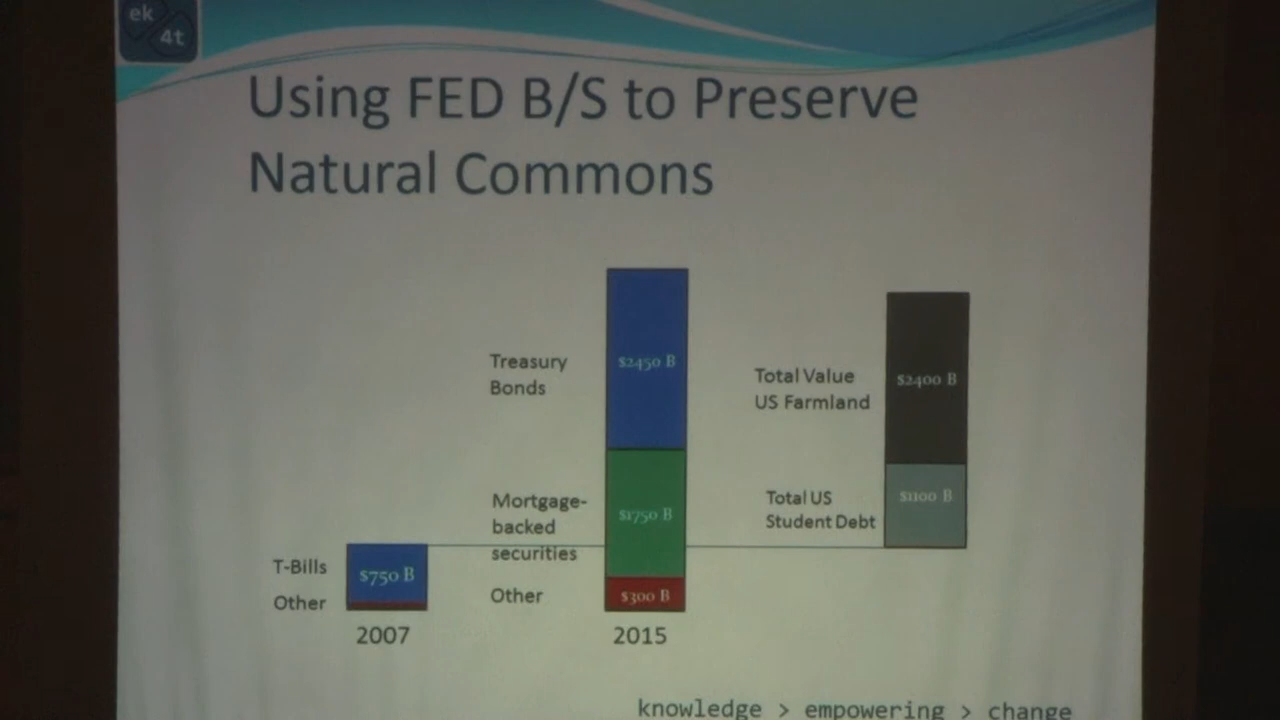 ek
4t
Using FED B/S to Preserve
Natural Commons
Treasury
Bonds
$2450 B
Total Value
US Farmland
$2400 B
Mortgage-
backed
securities
$1750 B
Total US
Student Debt
$1100 B
T-Bills
$750 B
Other
Other
$300 B
2007
2015
knowledge > empowering > change